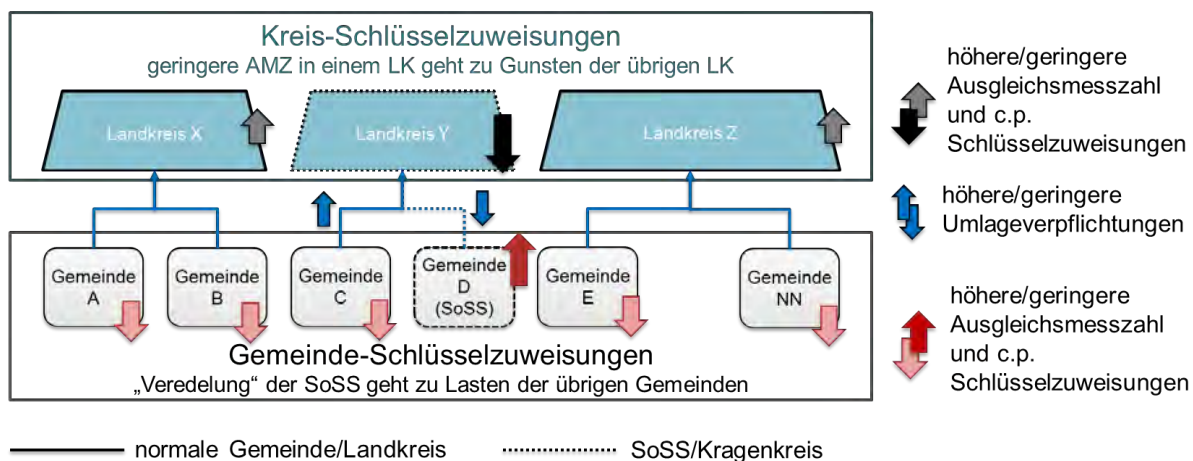 Kreis-Schlüsselzuweisungen
geringere AMZ in einem LK geht zu Gunsten der übrigen LK
Landkreis X
Landkreis Y
Landkreis Z
Gemeinde
A
Gemeinde
B
Gemeinde
C
Gemeinde
D
(SoSS)
Gemeinde
E
Gemeinde
NN
Gemeinde-Schlüsselzuweisungen
„Veredelung“ der SoSS geht zu Lasten der übrigen Gemeinden
höhere/geringere
Ausgleichsmesszahl
und c.p.
Schlüsselzuweisungen
höhere/geringere
Umlageverpflichtungen
höhere/geringere
Ausgleichsmesszahl
und c.p.
Schlüsselzuweisungen
normale Gemeinde/Landkreis
SoSS/Kragenkreis